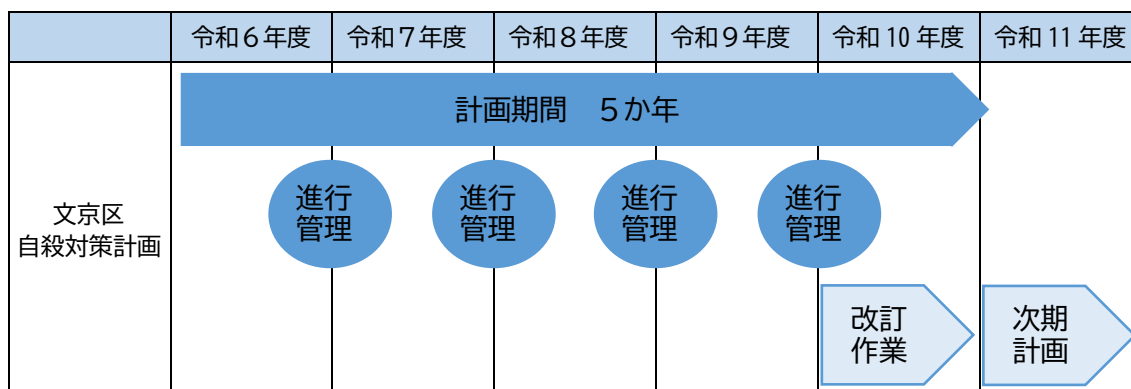 令和６年度
令和７年度
令和８年度
令和９年度
令和 10 年度
令和 11 年度
計画期間　５か年
文京区
自殺対策計画
進行
管理
進行
管理
進行
管理
進行
管理
改訂
作業
次期
計画